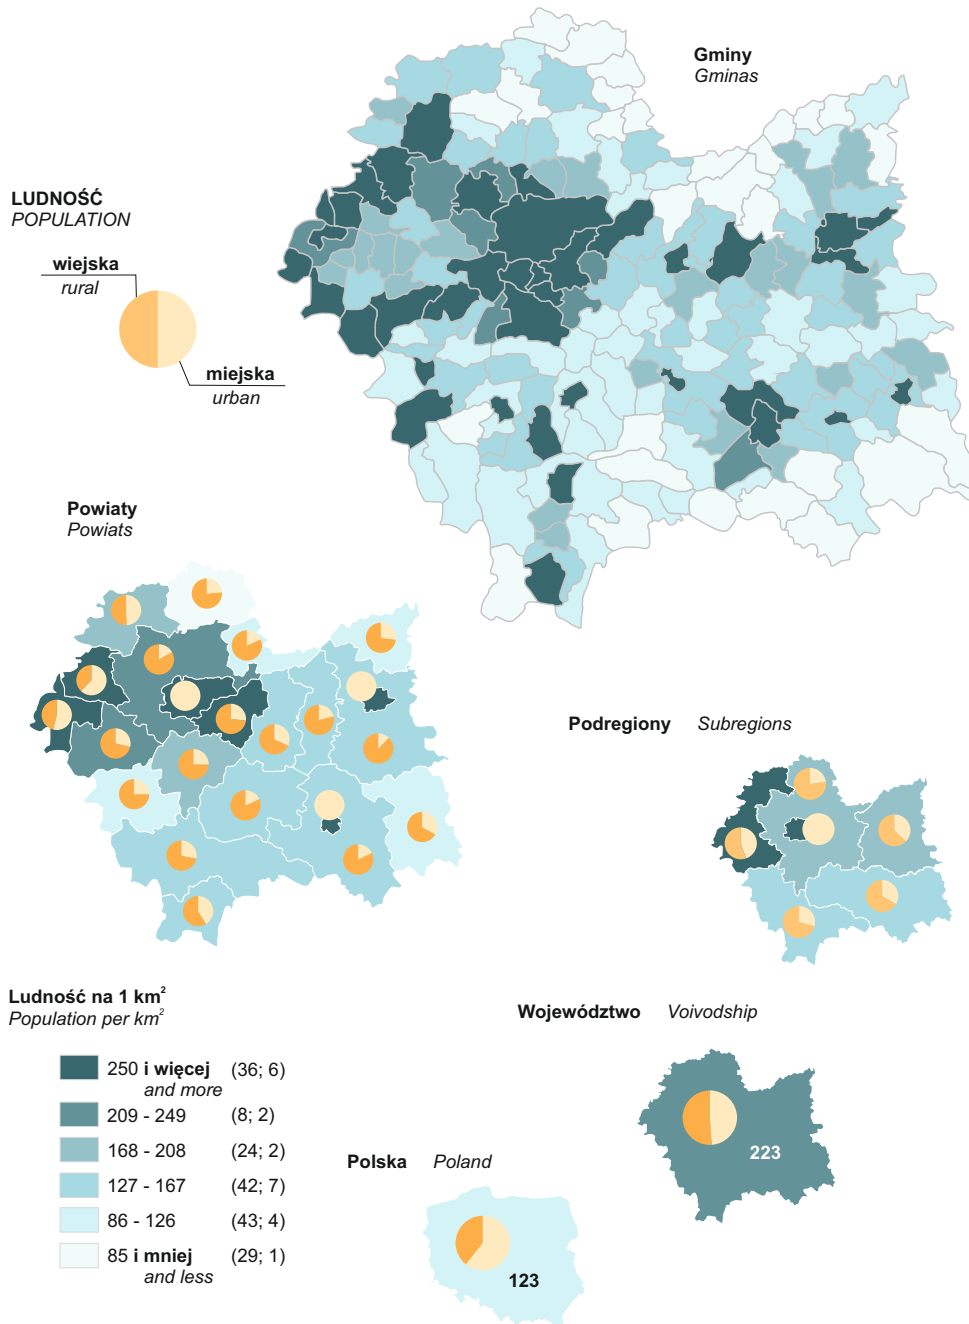 Gminy
Gminas
LUDNOŚĆ
POPULATION
wiejska
rural
miejska
urban
Powiaty
Powiats
Podregiony Subregions
Ludność na 1 km²
Population per km²
250 i więcej (36; 6)
and more
209 - 249 (8; 2)
168 - 208 (24; 2)
127 - 167 (42; 7)
86 - 126 (43; 4)
85 i mniej (29; 1)
and less
Województwo Voivodship
223
Polska Poland
123